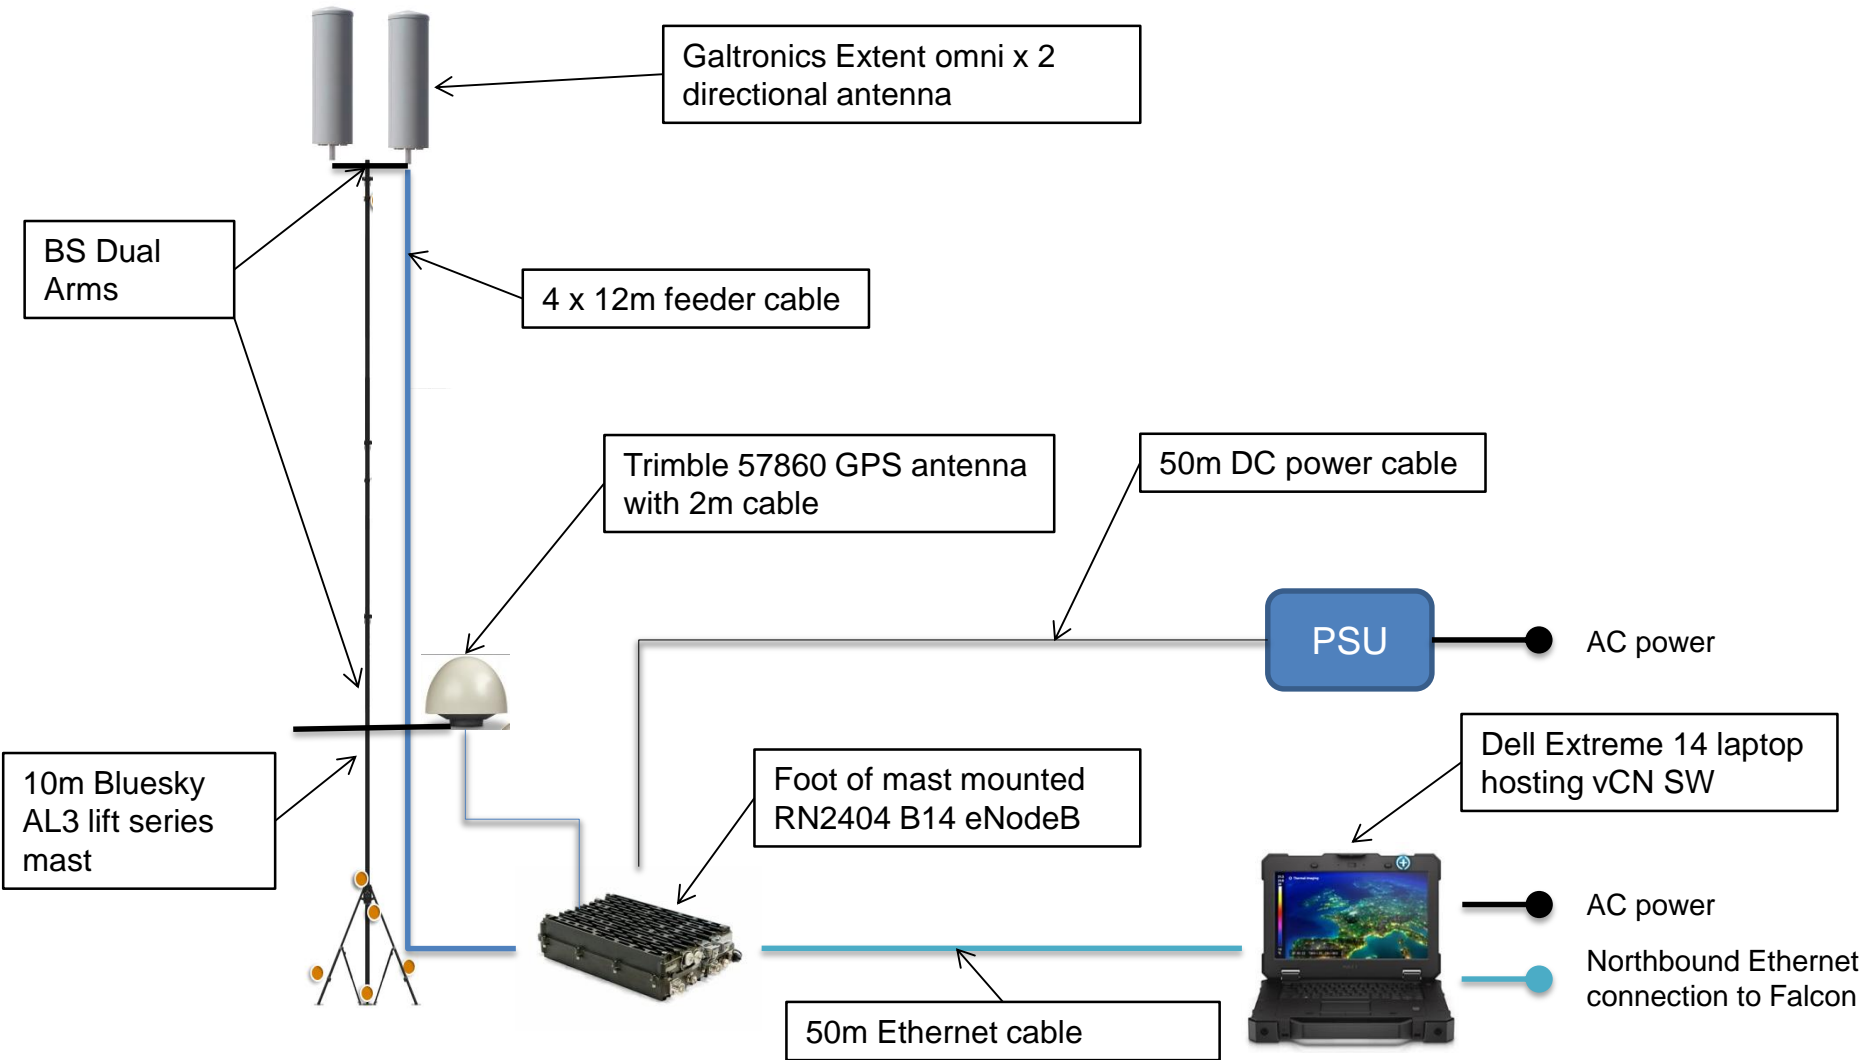 Galtronics Extent omni x 2
directional antenna
BS Dual
Arms
4 x 12m feeder cable
Trimble 57860 GPS antenna
with 2m cable
50m DC power cable
PSU
AC power
10m Bluesky
AL3 lift series
mast
Foot of mast mounted
RN2404 B14 eNodeB
Dell Extreme 14 laptop
hosting vCN SW
AC power
Northbound Ethernet
connection to Falcon
50m Ethernet cable